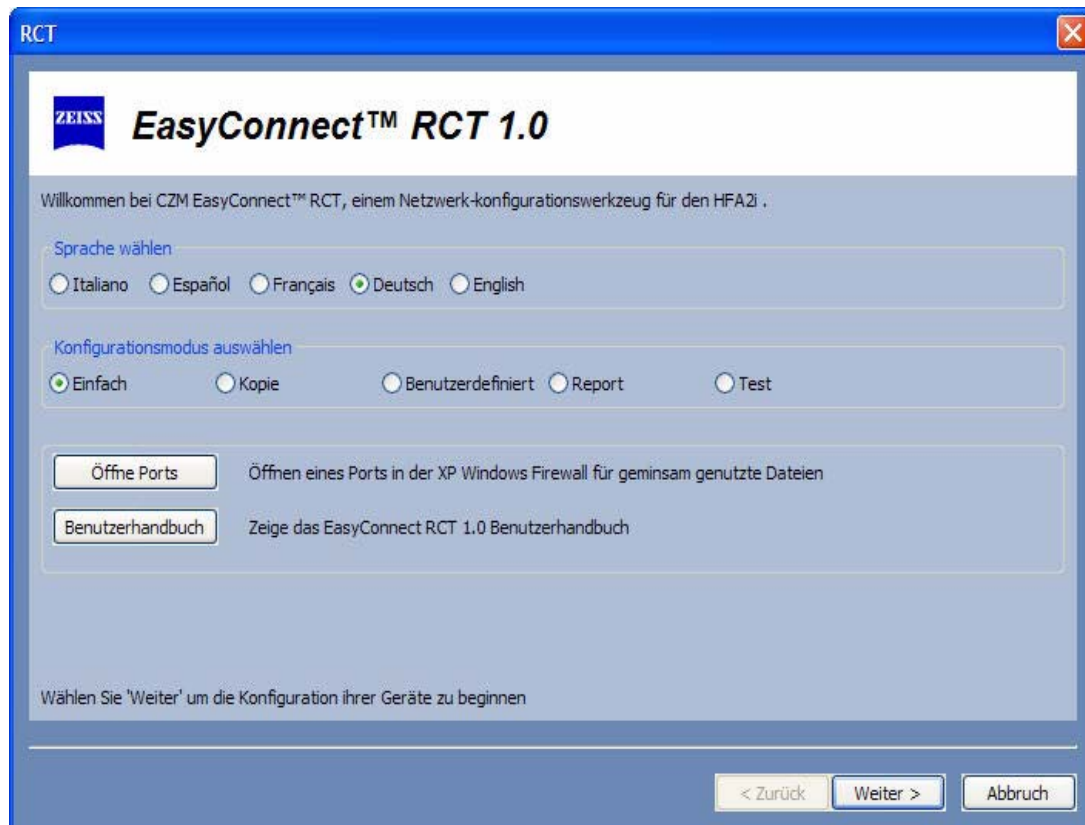 RCT
ZEISS
EasyConnect™ RCT 1.0
Willkommen bei CZM EasyConnect™ RCT, einem Netzwerk-konfigurationswerkzeug für den HFA2i .
Sprache wählen
Italiano Español Français Deutsch English
Konfigurationsmodus auswählen
Einfach Kopie Benutzerdefiniert Report Test
Öffne Ports Öffnen eines Ports in der XP Windows Firewall für geminsam genutzte Dateien
Benutzerhandbuch Zeige das EasyConnect RCT 1.0 Benutzerhandbuch
Wählen Sie 'Weiter' um die Konfiguration ihrer Geräte zu beginnen
< Zurück Weiter > Abbruch